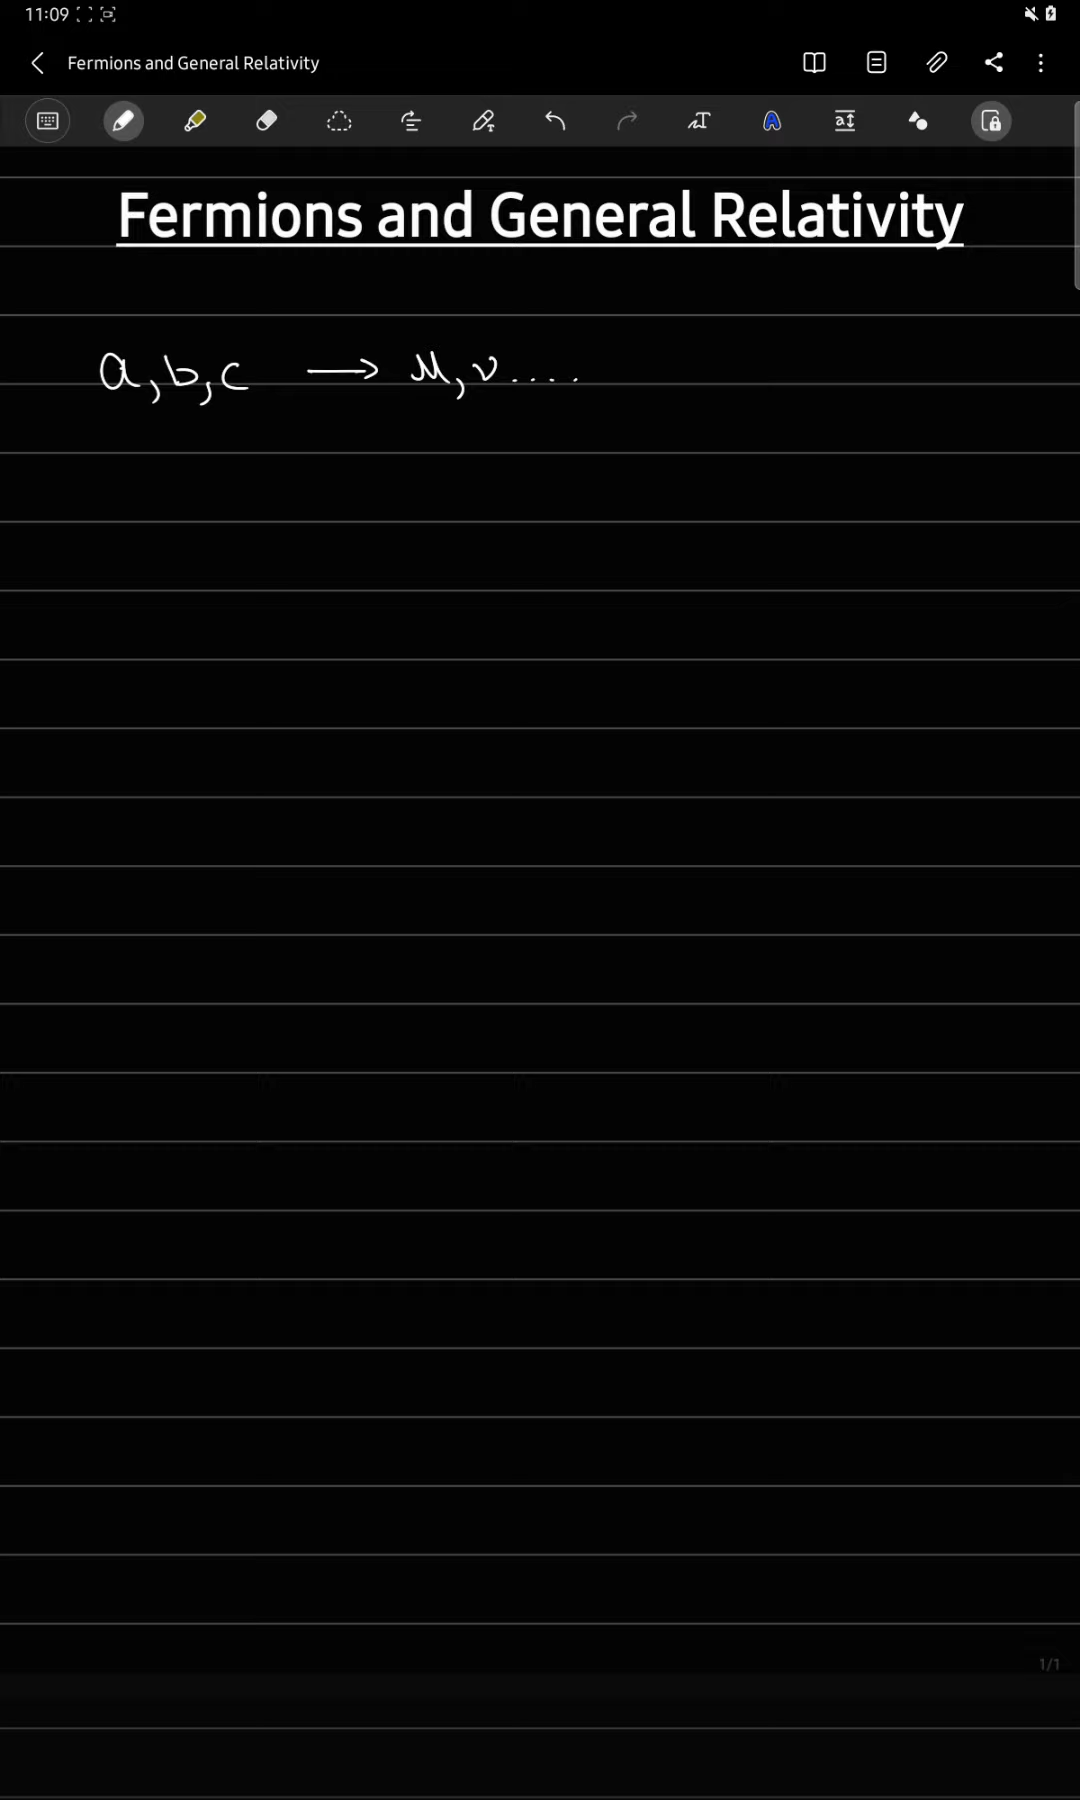 11:09
Fermions and General Relativity
Fermions and General Relativity
a, b, c ⟶ μ, ν ....
1/1